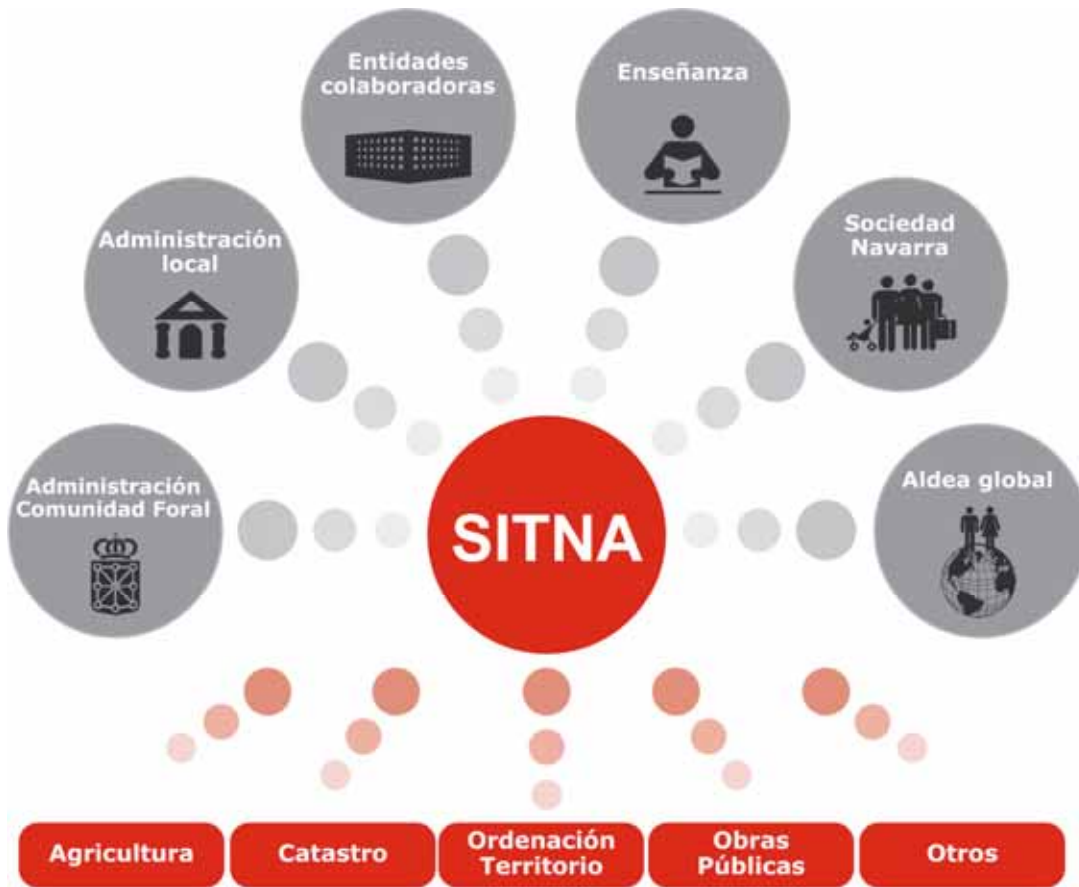 Entidades
colaboradoras
Enseñanza
Administración
local
Sociedad
Navarra
Administración
Comunidad Foral
Aldea global
SITNA
Agricultura
Catastro
Ordenación
Territorio
Obras
Públicas
Otros